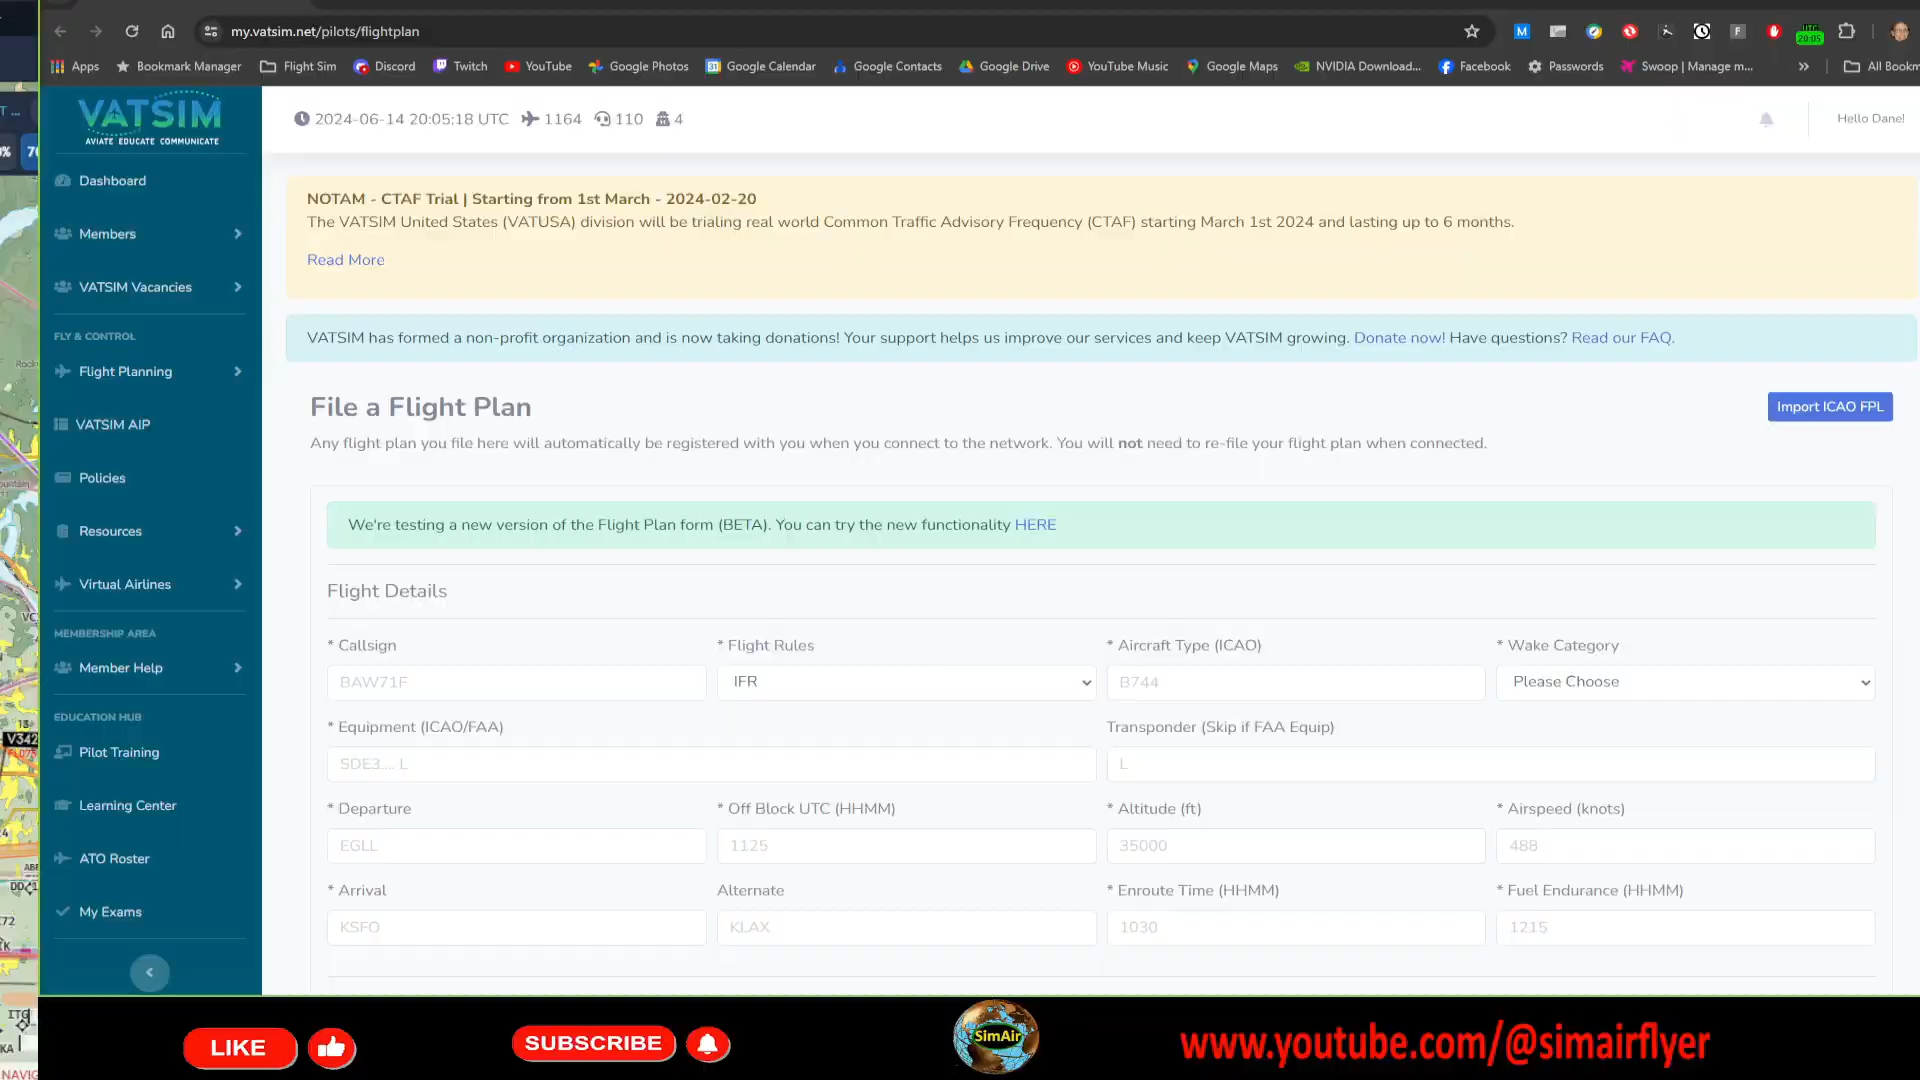 my.vatsim.net/pilots/flightplan
M
F
20:05
Apps
Bookmark Manager
Flight Sim
Discord
Twitch
YouTube
Google Photos
Google Calendar
Google Contacts
Google Drive
YouTube Music
Google Maps
NVIDIA Download...
Facebook
Passwords
Swoop | Manage m...
»
All Bookm
VATSIM
AVIATE EDUCATE COMMUNICATE
2024-06-14 20:05:18 UTC 1164 110 4
Hello Dane!
Dashboard
Members
VATSIM Vacancies
FLY & CONTROL
Flight Planning
VATSIM AIP
Policies
Resources
Virtual Airlines
MEMBERSHIP AREA
Member Help
EDUCATION HUB
Pilot Training
Learning Center
ATO Roster
My Exams
NOTAM - CTAF Trial | Starting from 1st March - 2024-02-20
The VATSIM United States (VATUSA) division will be trialing real world Common Traffic Advisory Frequency (CTAF) starting March 1st 2024 and lasting up to 6 months.
Read More
VATSIM has formed a non-profit organization and is now taking donations! Your support helps us improve our services and keep VATSIM growing. Donate now! Have questions? Read our FAQ.
File a Flight Plan
Import ICAO FPL
Any flight plan you file here will automatically be registered with you when you connect to the network. You will not need to re-file your flight plan when connected.
We're testing a new version of the Flight Plan form (BETA). You can try the new functionality HERE
Flight Details
* Callsign
* Flight Rules
* Aircraft Type (ICAO)
* Wake Category
BAW71F
IFR
B744
Please Choose
* Equipment (ICAO/FAA)
Transponder (Skip if FAA Equip)
SDE3.... L
L
* Departure
* Off Block UTC (HHMM)
* Altitude (ft)
* Airspeed (knots)
EGLL
1125
35000
488
* Arrival
Alternate
* Enroute Time (HHMM)
* Fuel Endurance (HHMM)
KSFO
KLAX
1030
1215
V342
LIKE
SUBSCRIBE
SimAir
www.youtube.com/@simairflyer